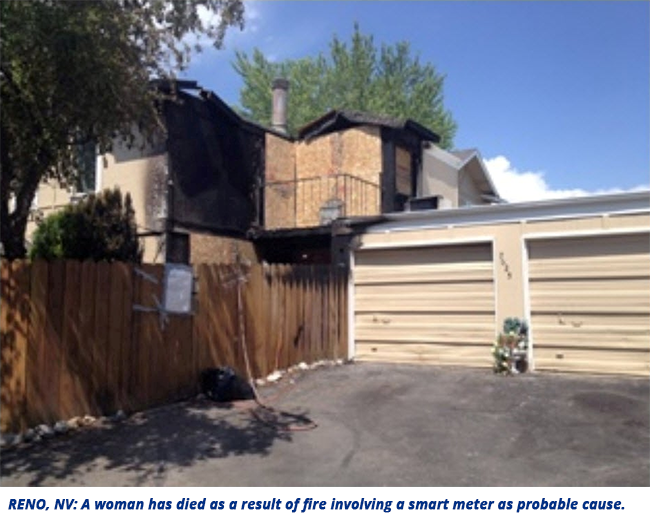 RENO, NV: A woman has died as a result of fire involving a smart meter as probable cause.